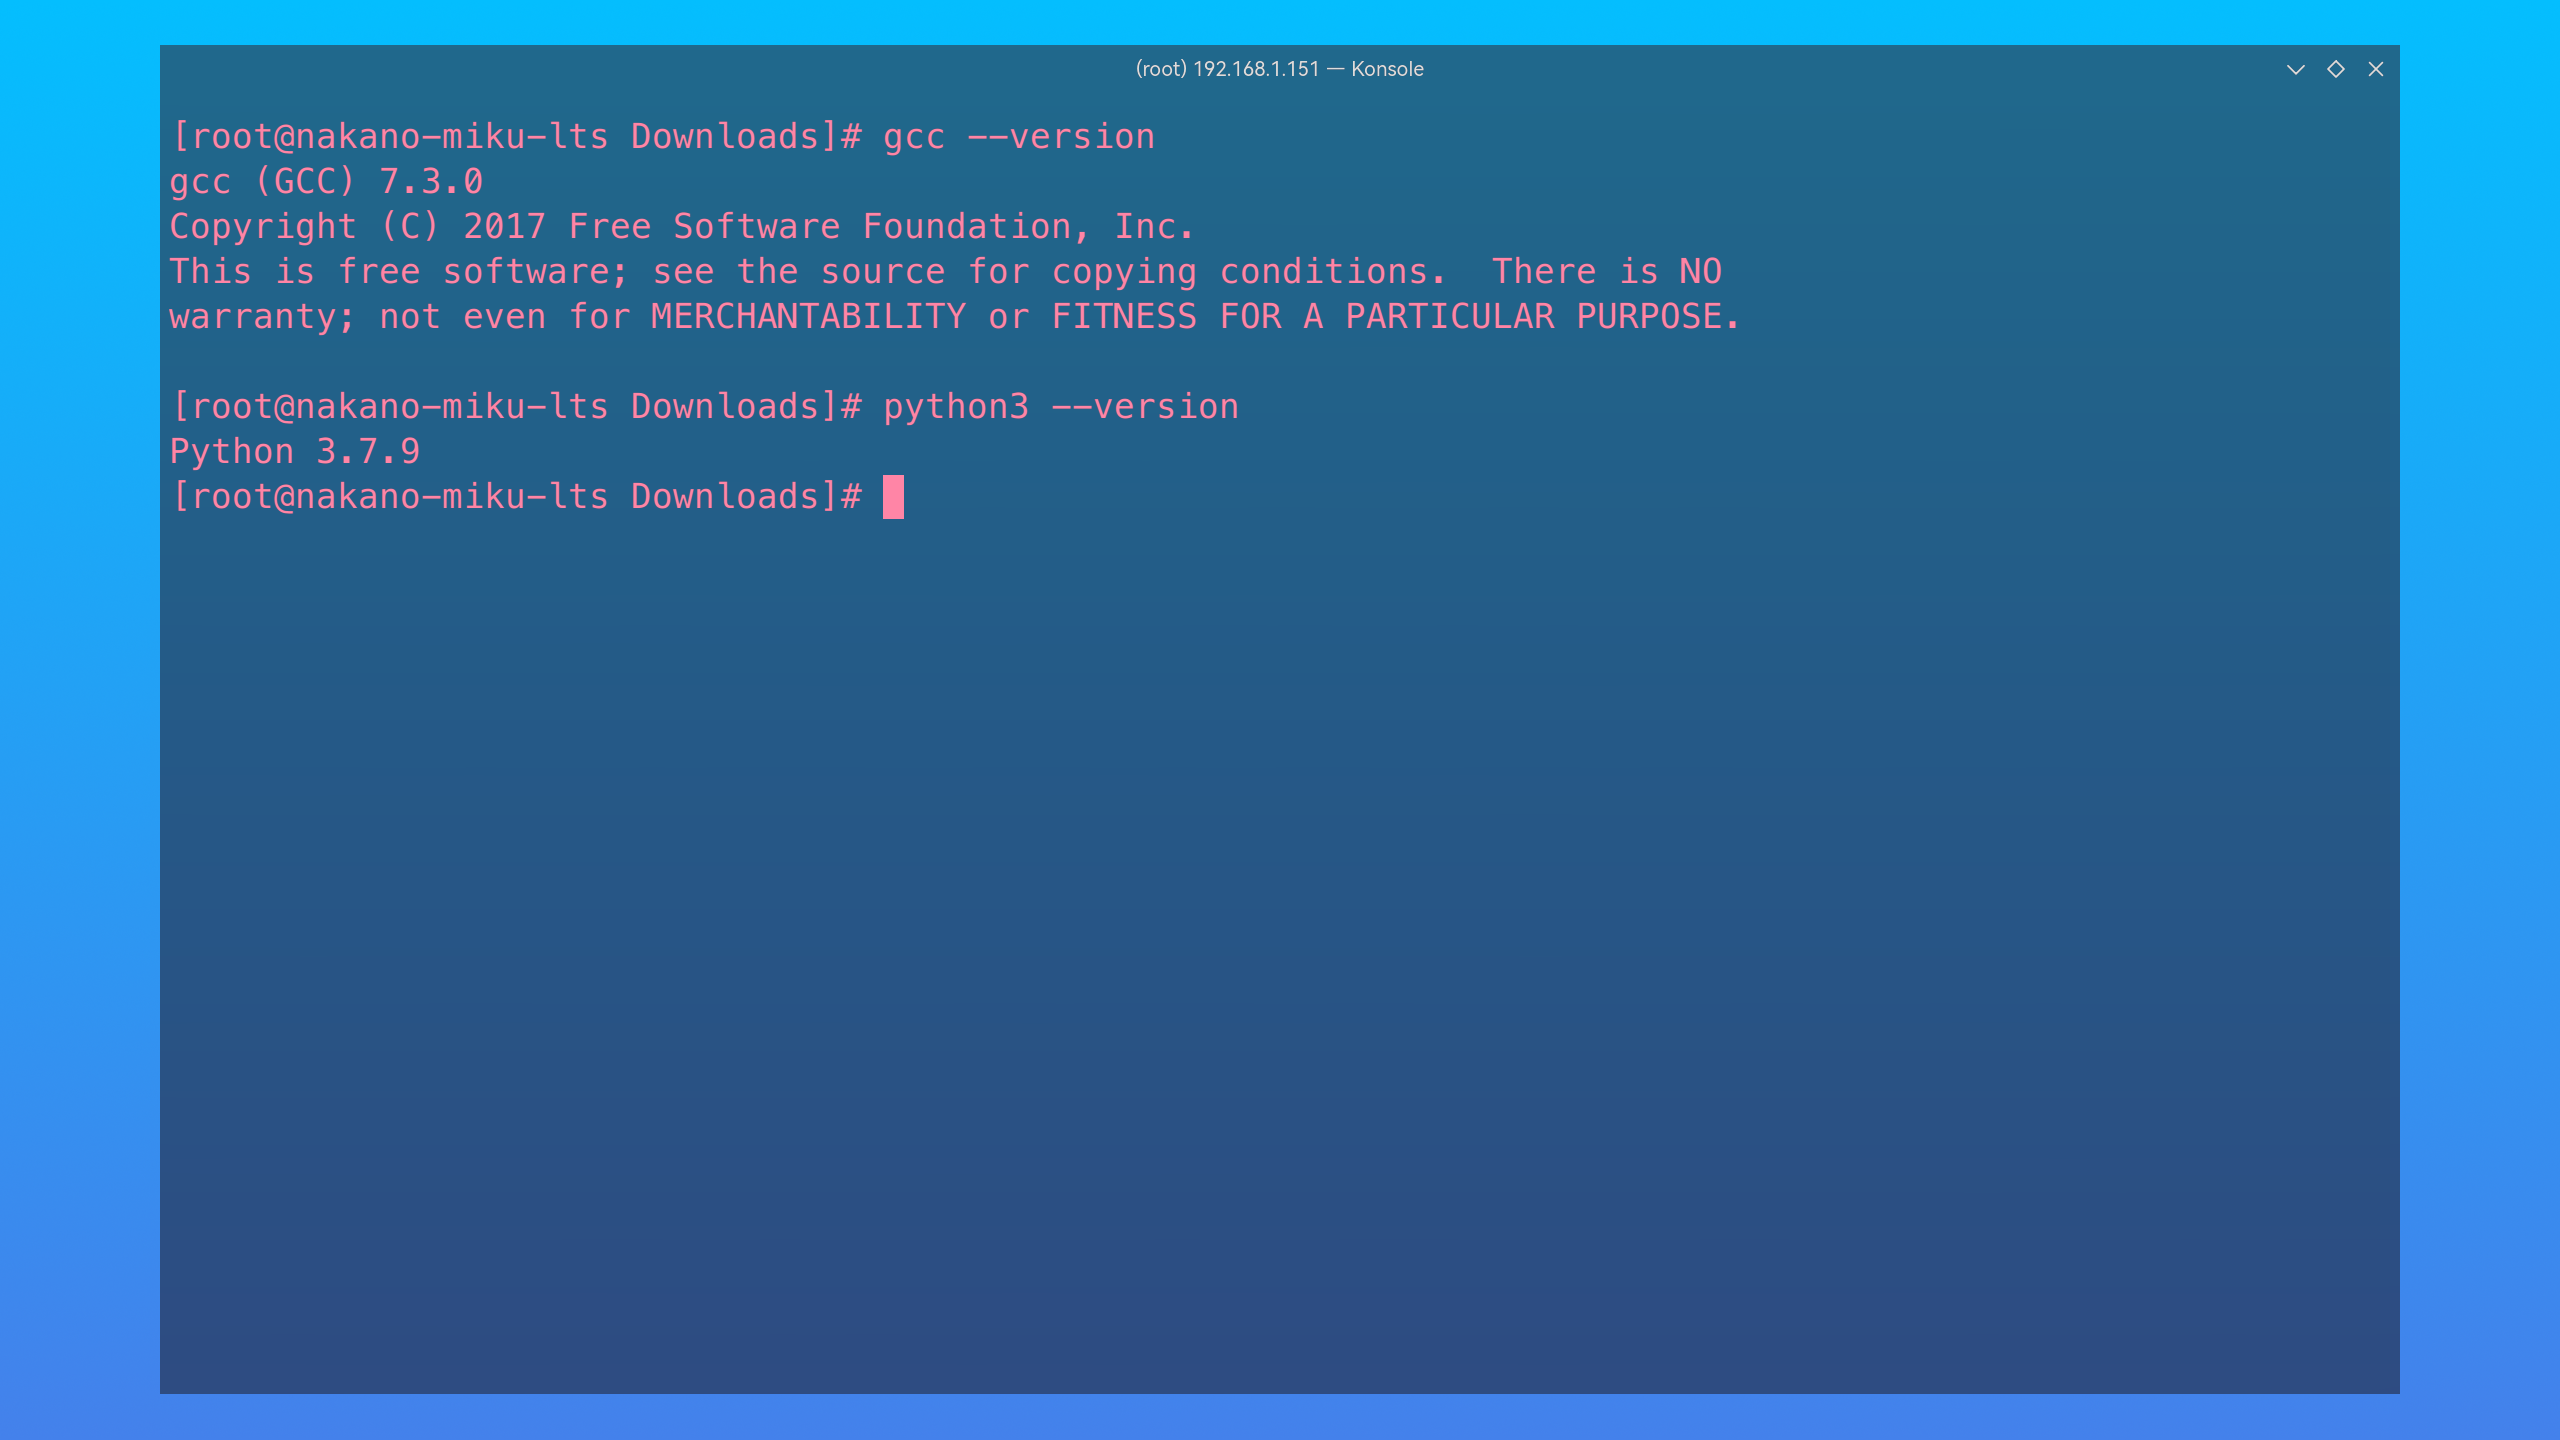 (root) 192.168.1.151 — Konsole
[root@nakano-miku-lts Downloads]# gcc --version
gcc (GCC) 7.3.0
Copyright (C) 2017 Free Software Foundation, Inc.
This is free software; see the source for copying conditions.  There is NO
warranty; not even for MERCHANTABILITY or FITNESS FOR A PARTICULAR PURPOSE.
[root@nakano-miku-lts Downloads]# python3 --version
Python 3.7.9
[root@nakano-miku-lts Downloads]#